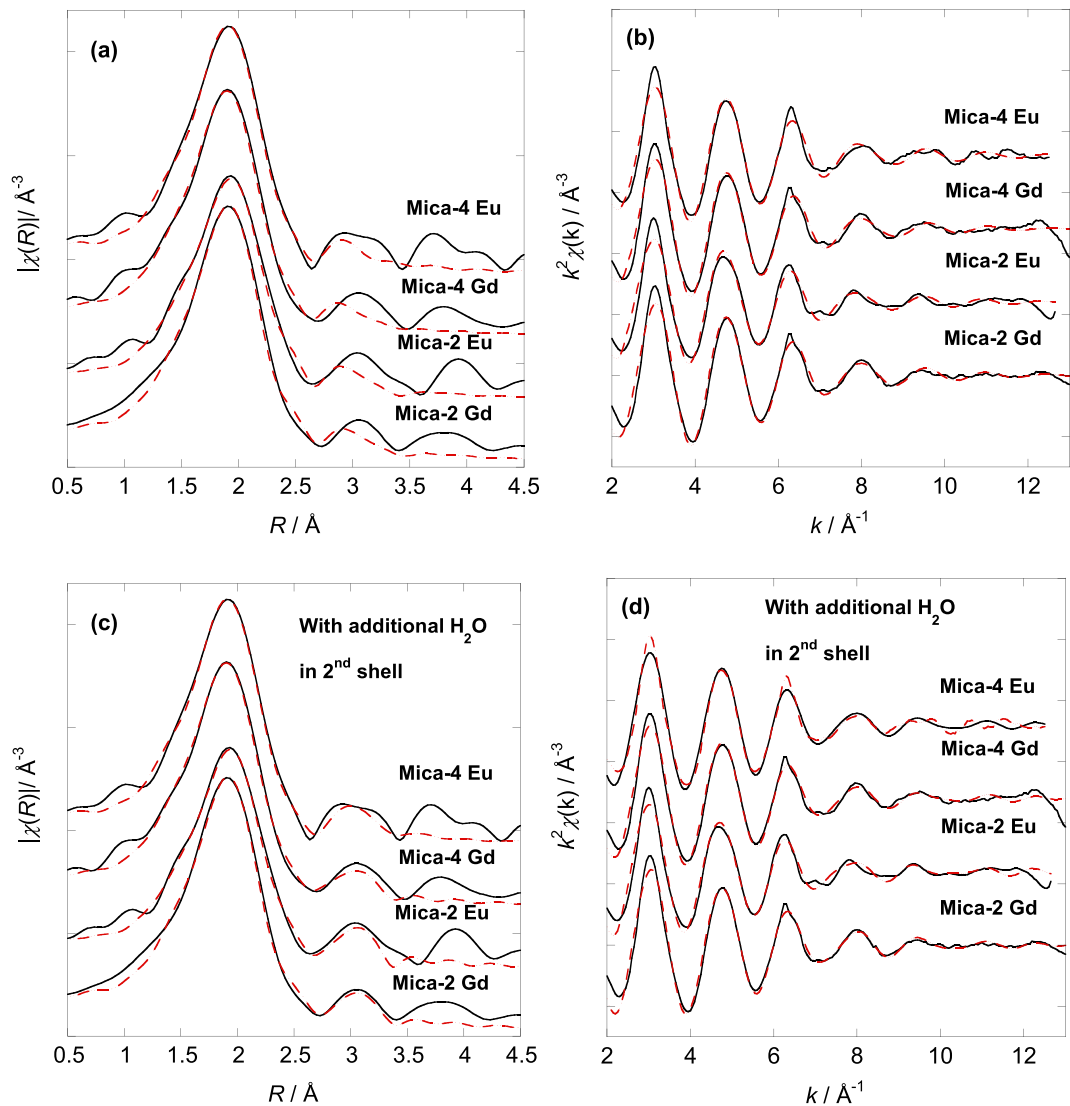 (a)
|χ(R)|/ Å⁻³
Mica-4 Eu
Mica-4 Gd
Mica-2 Eu
Mica-2 Gd
0.5 1 1.5 2 2.5 3 3.5 4 4.5
R / Å
(b)
k² χ(k) / Å⁻³
Mica-4 Eu
Mica-4 Gd
Mica-2 Eu
Mica-2 Gd
2 4 6 8 10 12
k / Å⁻¹
(c)
With additional H₂O
in 2ⁿᵈ shell
|χ(R)|/ Å⁻³
Mica-4 Eu
Mica-4 Gd
Mica-2 Eu
Mica-2 Gd
0.5 1 1.5 2 2.5 3 3.5 4 4.5
R / Å
(d)
With additional H₂O
in 2ⁿᵈ shell
k² χ(k) / Å⁻³
Mica-4 Eu
Mica-4 Gd
Mica-2 Eu
Mica-2 Gd
2 4 6 8 10 12
k / Å⁻¹